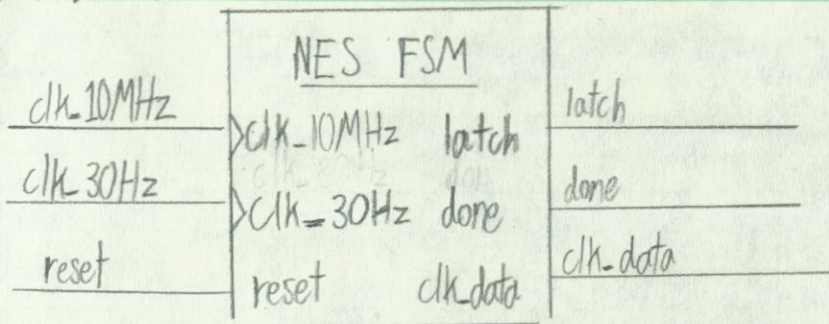 NES FSM
clk_10MHz >clk_10MHz latch latch
clk_30Hz >clk_30Hz done done
reset reset clk_data clk_data